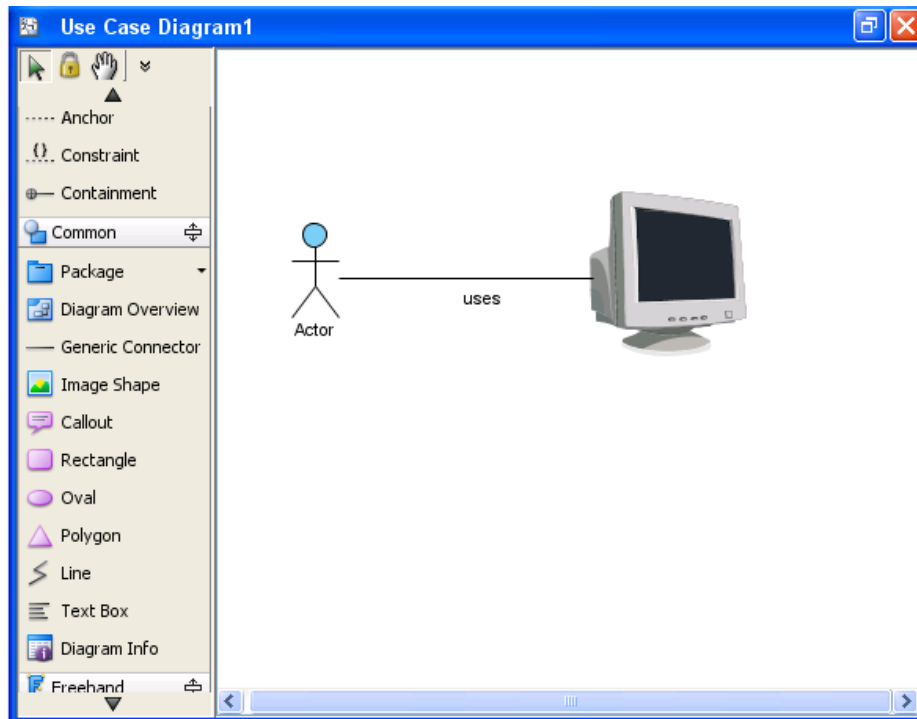 Use Case Diagram1
Anchor
Constraint
Containment
Common
Package
Diagram Overview
Generic Connector
Image Shape
Callout
Rectangle
Oval
Polygon
Line
Text Box
Diagram Info
Freehand
Actor
uses